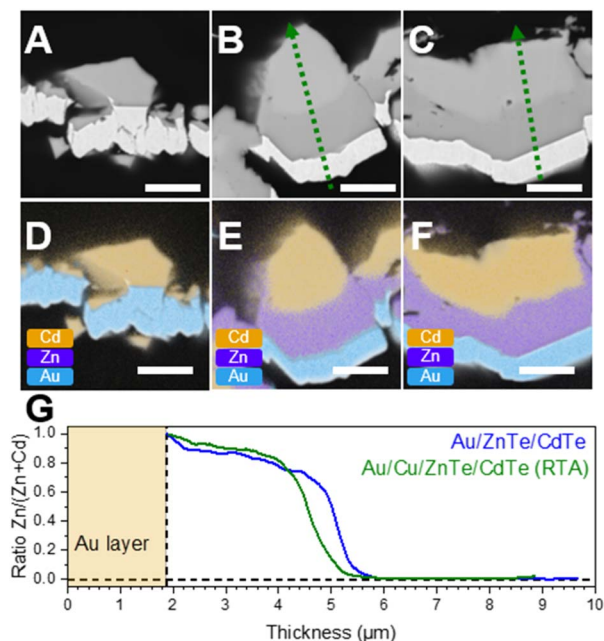 A
B
C
D
Cd
Zn
Au
E
Cd
Zn
Au
F
Cd
Zn
Au
G
Ratio Zn/(Zn+Cd)
1.0
0.8
0.6
0.4
0.2
0.0
Au/ZnTe/CdTe
Au/Cu/ZnTe/CdTe (RTA)
Au layer
0 1 2 3 4 5 6 7 8 9 10
Thickness (µm)